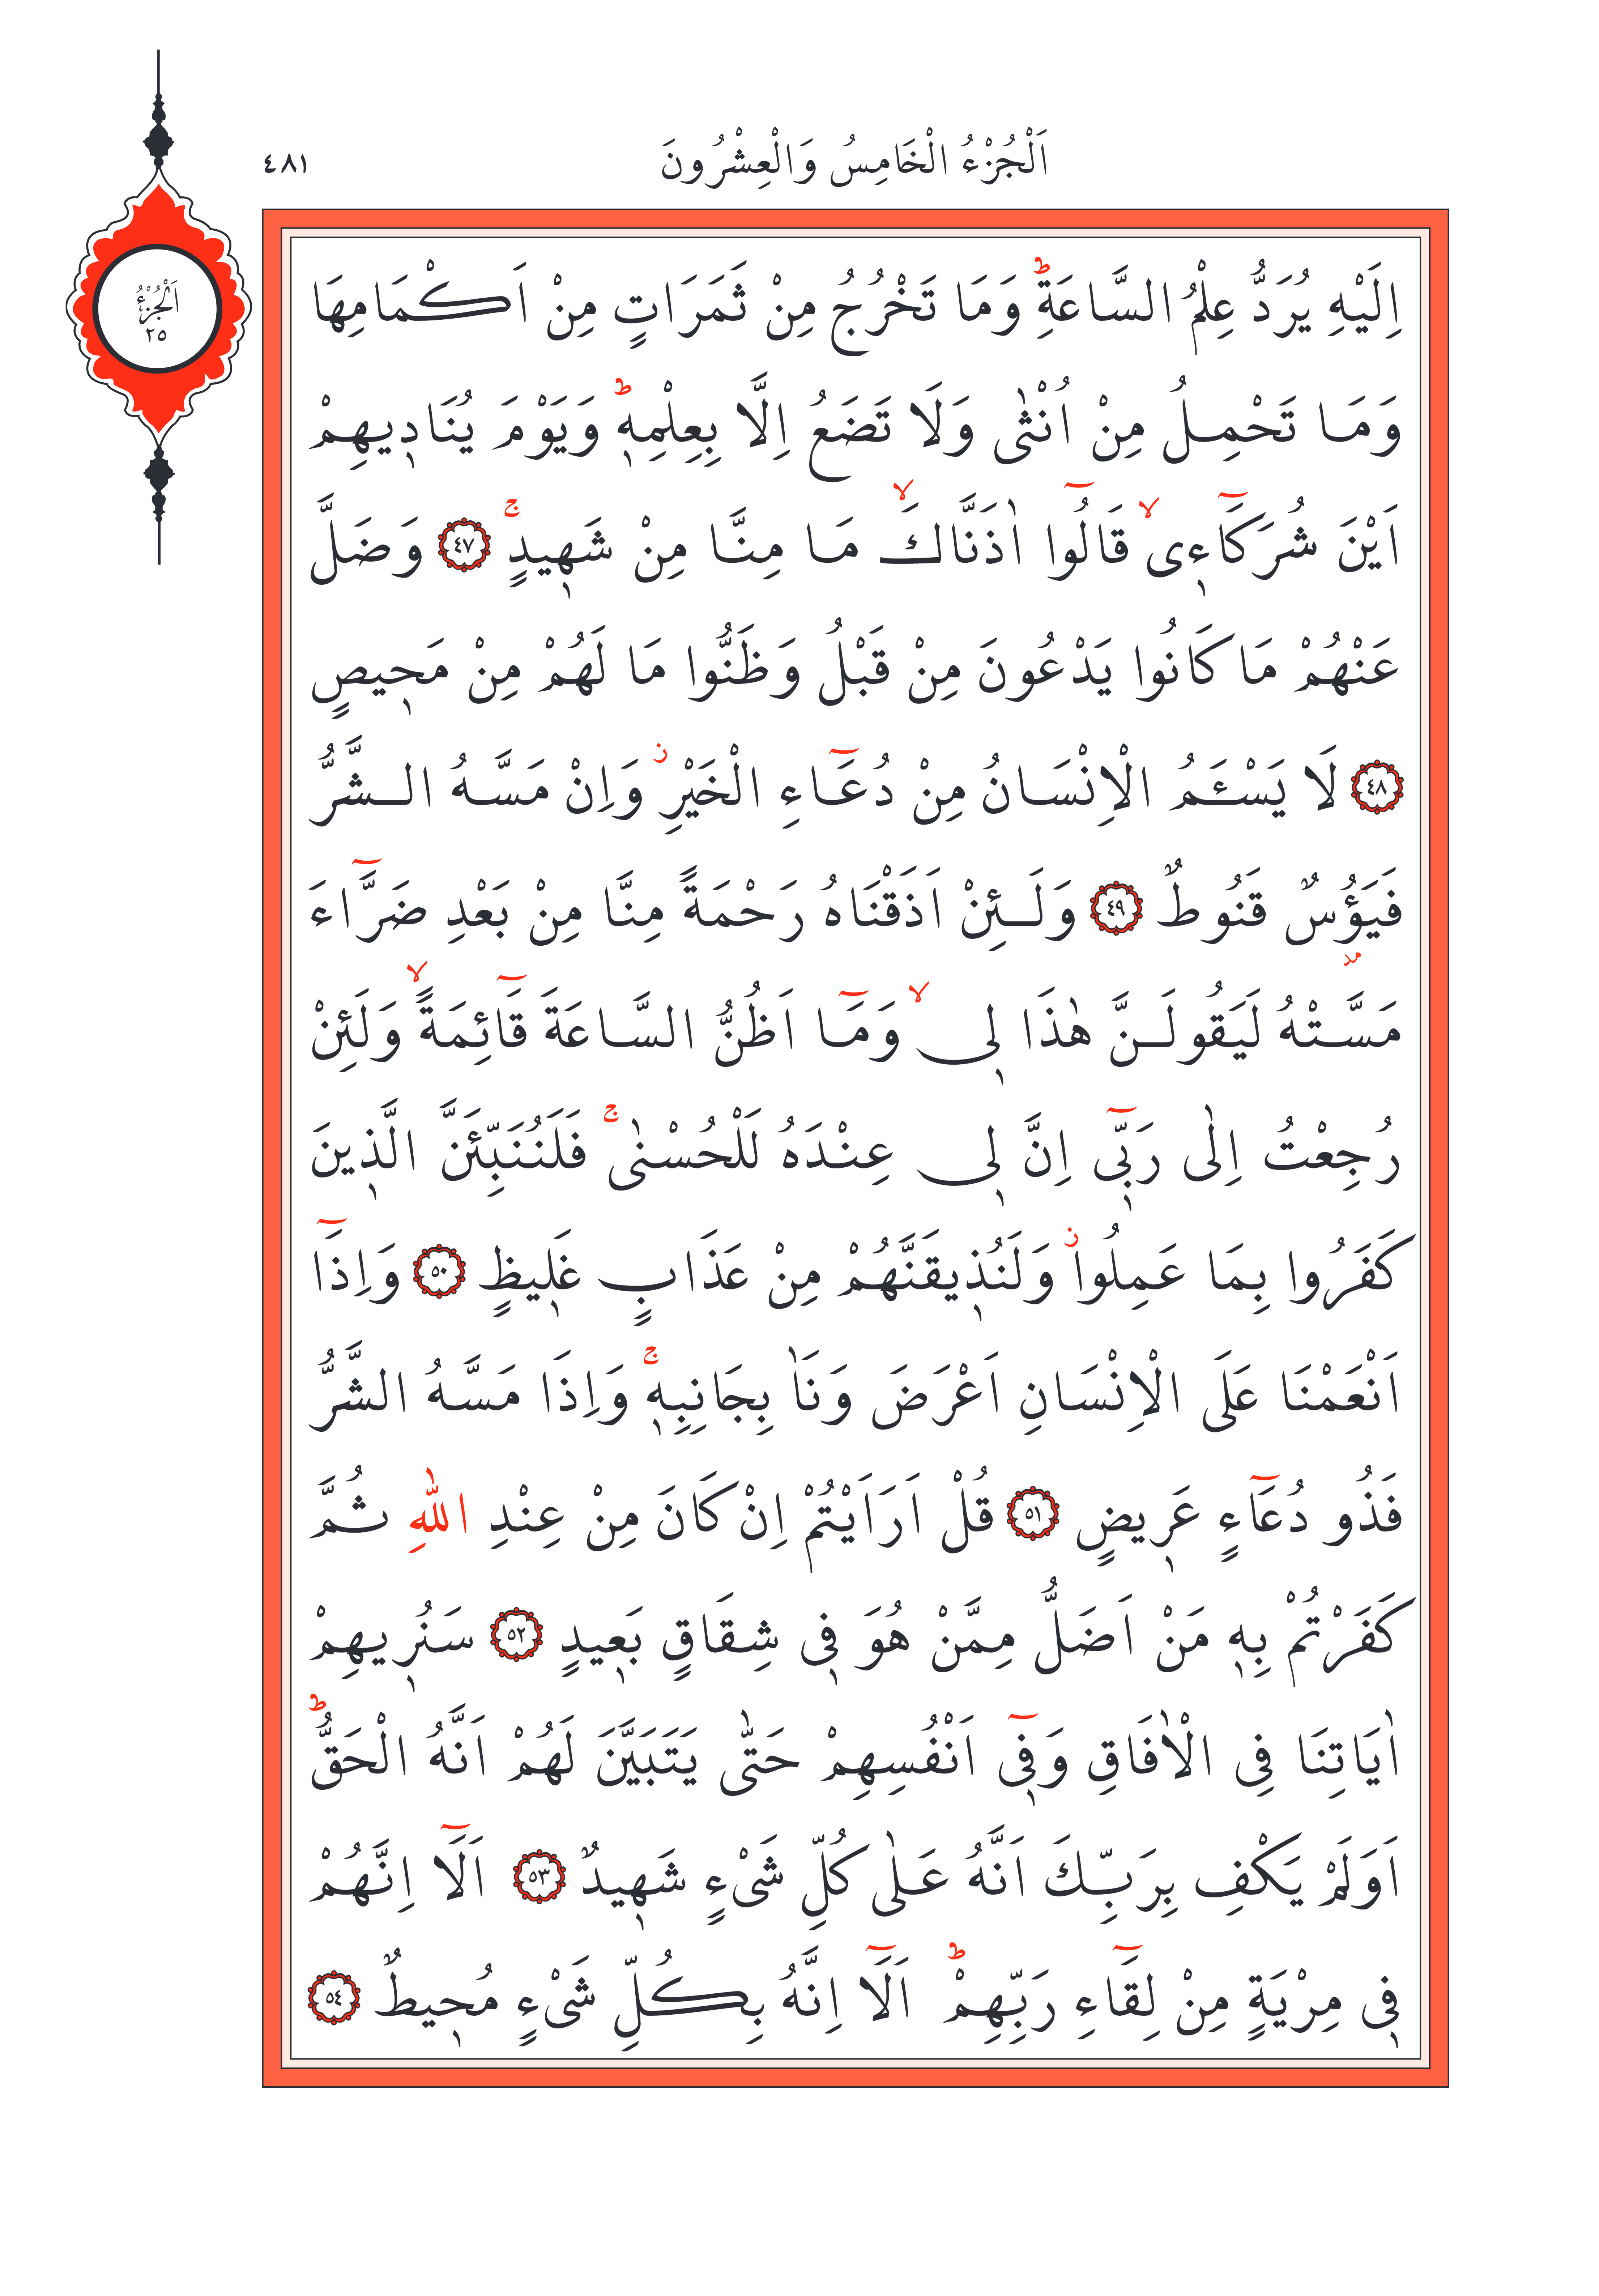 اَلْجُزْءُ الْخَامِسُ وَالْعِشْرُونَ
٤٨١
اَلْجُزْءُ
٢٥
اِلَيْهِ يُرَدُّ عِلْمُ السَّاعَةِۜ وَمَا تَخْرُجُ مِنْ ثَمَرَاتٍ مِنْ اَكْمَامِهَا
وَمَا تَحْمِلُ مِنْ اُنْثٰى وَلَا تَضَعُ اِلَّا بِعِلْمِه۪ۜ وَيَوْمَ يُنَاد۪يهِمْ
اَيْنَ شُرَكَٓاء۪ىۙ قَالُٓوا اٰذَنَّاكَۙ مَا مِنَّا مِنْ شَه۪يدٍۚ ﴿٤٧﴾ وَضَلَّ
عَنْهُمْ مَا كَانُوا يَدْعُونَ مِنْ قَبْلُ وَظَنُّوا مَا لَهُمْ مِنْ مَح۪يصٍ
﴿٤٨﴾ لَا يَسْـَٔمُ الْاِنْسَانُ مِنْ دُعَٓاءِ الْخَيْرِۘ وَاِنْ مَسَّهُ الشَّرُّ
فَيَؤُ۫سٌ قَنُوطٌ ﴿٤٩﴾ وَلَئِنْ اَذَقْنَاهُ رَحْمَةً مِنَّا مِنْ بَعْدِ ضَرَّٓاءَ
مَسَّتْهُ لَيَقُولَنَّ هٰذَا ل۪ىۙ وَمَٓا اَظُنُّ السَّاعَةَ قَٓائِمَةًۙ وَلَئِنْ
رُجِعْتُ اِلٰى رَبّ۪ٓى اِنَّ ل۪ى عِنْدَهُ لَلْحُسْنٰىۚ فَلَنُنَبِّئَنَّ الَّذ۪ينَ
كَفَرُوا بِمَا عَمِلُواۘ وَلَنُذ۪يقَنَّهُمْ مِنْ عَذَابٍ غَل۪يظٍ ﴿٥٠﴾ وَاِذَٓا
اَنْعَمْنَا عَلَى الْاِنْسَانِ اَعْرَضَ وَنَاٰ بِجَانِبِه۪ۚ وَاِذَا مَسَّهُ الشَّرُّ
فَذُو دُعَٓاءٍ عَر۪يضٍ ﴿٥١﴾ قُلْ اَرَاَيْتُمْ اِنْ كَانَ مِنْ عِنْدِ اللّٰهِ ثُمَّ
كَفَرْتُمْ بِه۪ مَنْ اَضَلُّ مِمَّنْ هُوَ ف۪ى شِقَاقٍ بَع۪يدٍ ﴿٥٢﴾ سَنُر۪يهِمْ
اٰيَاتِنَا فِى الْاٰفَاقِ وَف۪ٓى اَنْفُسِهِمْ حَتّٰى يَتَبَيَّنَ لَهُمْ اَنَّهُ الْحَقُّۜ
اَوَلَمْ يَكْفِ بِرَبِّكَ اَنَّهُ عَلٰى كُلِّ شَىْءٍ شَه۪يدٌ ﴿٥٣﴾ اَلَٓا اِنَّهُمْ
ف۪ى مِرْيَةٍ مِنْ لِقَٓاءِ رَبِّهِمْۜ اَلَٓا اِنَّهُ بِكُلِّ شَىْءٍ مُح۪يطٌ ﴿٥٤﴾